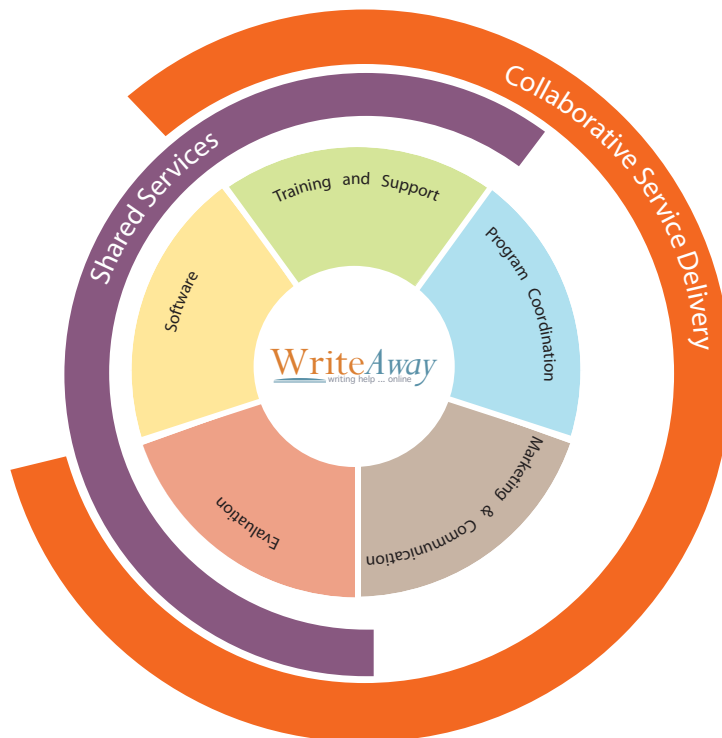 Collaborative Service Delivery
Shared Services
Training and Support
Program Coordination
Software
WriteAway
writing help ... online
Marketing & Communication
Evaluation